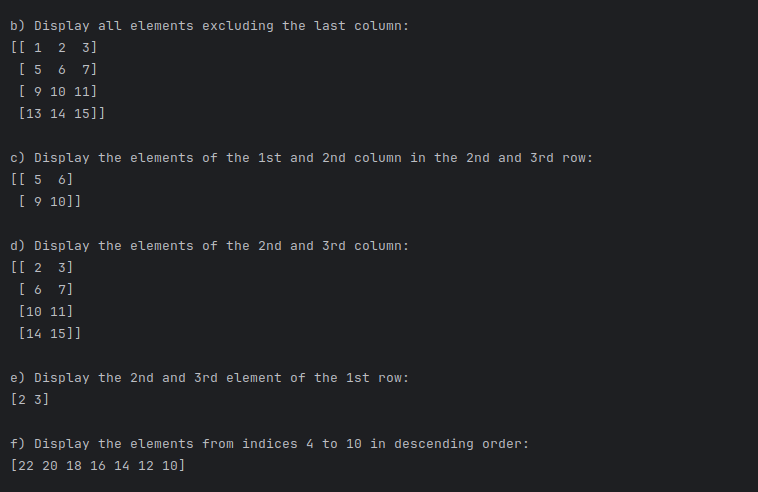 b) Display all elements excluding the last column:
[[ 1  2  3]
 [ 5  6  7]
 [ 9 10 11]
 [13 14 15]]
c) Display the elements of the 1st and 2nd column in the 2nd and 3rd row:
[[ 5  6]
 [ 9 10]]
d) Display the elements of the 2nd and 3rd column:
[[ 2  3]
 [ 6  7]
 [10 11]
 [14 15]]
e) Display the 2nd and 3rd element of the 1st row:
[2 3]
f) Display the elements from indices 4 to 10 in descending order:
[22 20 18 16 14 12 10]